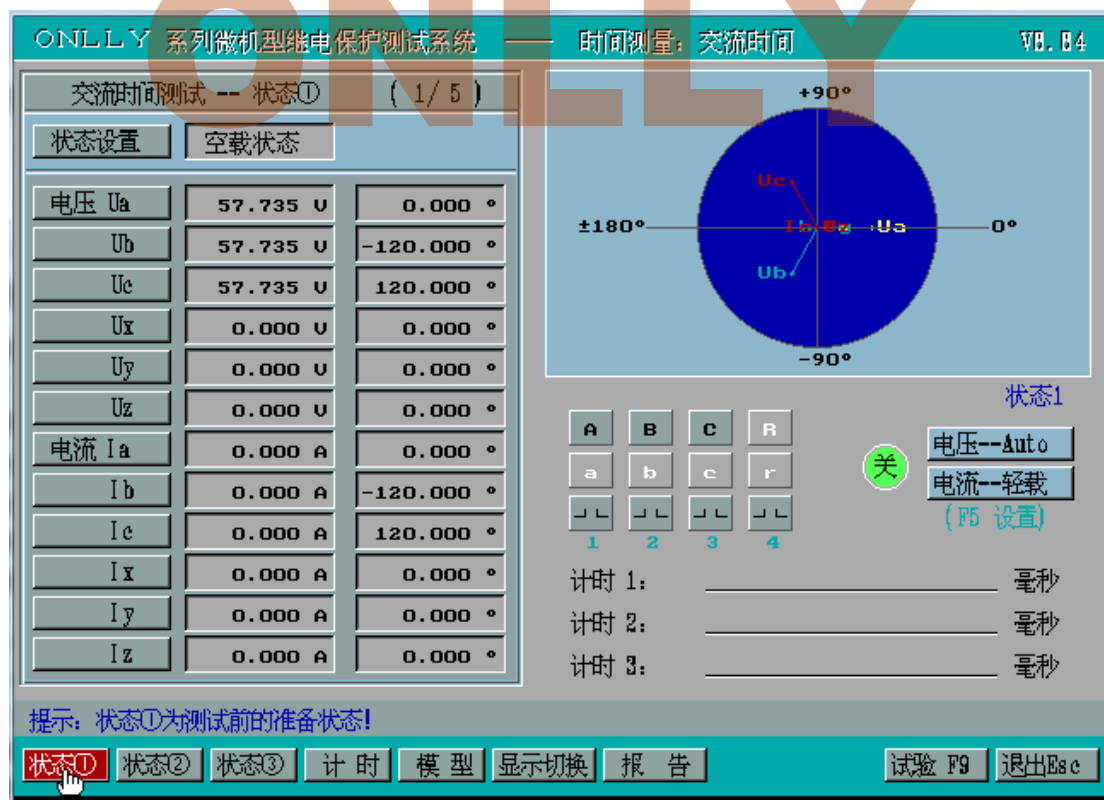 ONLLY
ONLLY 系列微机型继电保护测试系统 —— 时间测量: 交流时间 V8.04
交流时间测试 -- 状态① ( 1/ 5 )
状态设置 空载状态
电压 Ua 57.735 V 0.000 °
Ub 57.735 V -120.000 °
Uc 57.735 V 120.000 °
Ux 0.000 V 0.000 °
Uy 0.000 V 0.000 °
Uz 0.000 V 0.000 °
电流 Ia 0.000 A 0.000 °
Ib 0.000 A -120.000 °
Ic 0.000 A 120.000 °
Ix 0.000 A 0.000 °
Iy 0.000 A 0.000 °
Iz 0.000 A 0.000 °
+90°
Uc
±180° Ua 0°
Ub
-90°
状态1
A B C R
a b c r
1 2 3 4
关
电压--Auto
电流--轻载
(F5 设置)
计时 1: 毫秒
计时 2: 毫秒
计时 3: 毫秒
提示: 状态①为测试前的准备状态!
状态① 状态② 状态③ 计 时 模 型 显示切换 报 告 试验 F9 退出Esc